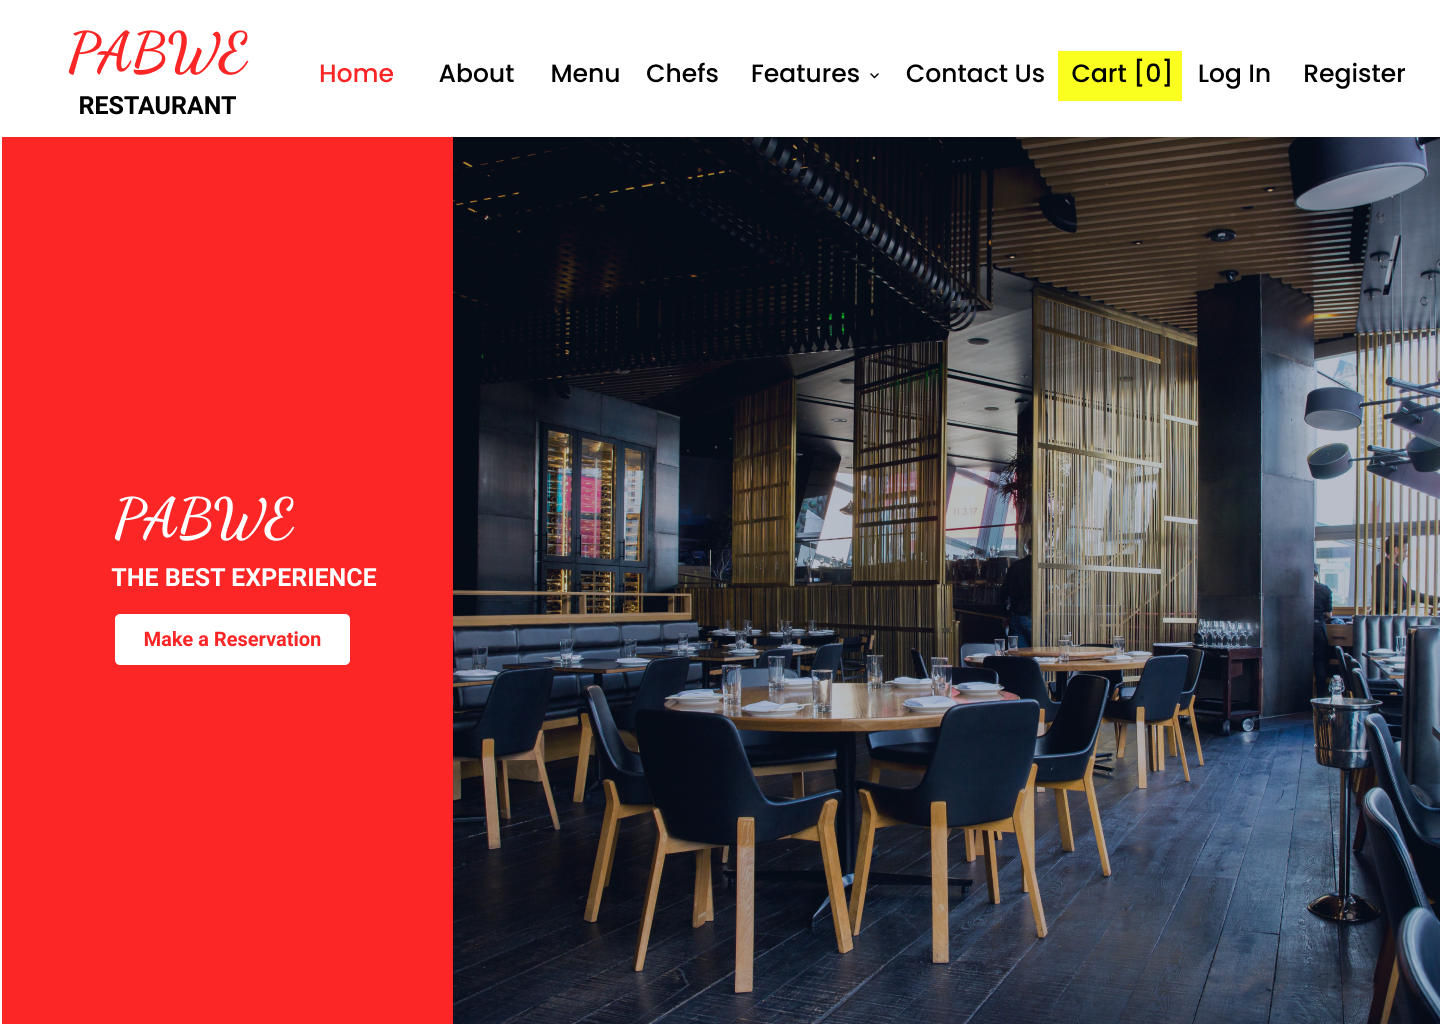 PABWE
RESTAURANT
Home About Menu Chefs Features Contact Us Cart [0] Log In Register
PABWE
THE BEST EXPERIENCE
Make a Reservation